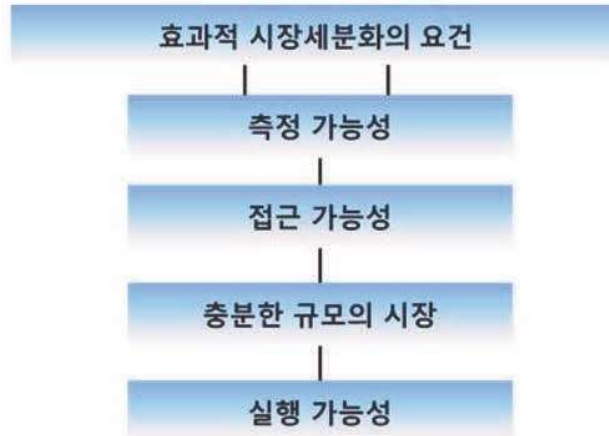 효과적 시장세분화의 요건
측정 가능성
접근 가능성
충분한 규모의 시장
실행 가능성